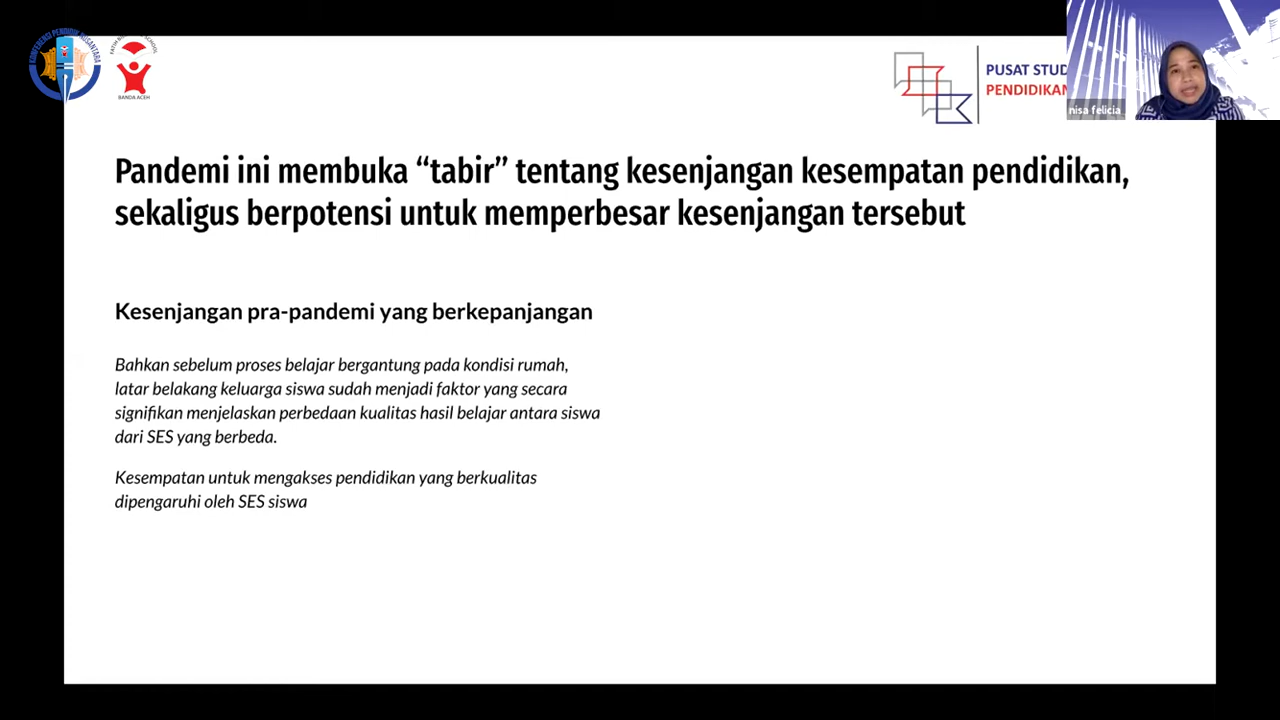 KONFERENSI PENDIDIK NUSANTARA
BANDA ACEH
PUSAT STUD
PENDIDIKAN
nisa felicia
Pandemi ini membuka “tabir” tentang kesenjangan kesempatan pendidikan,
sekaligus berpotensi untuk memperbesar kesenjangan tersebut
Kesenjangan pra-pandemi yang berkepanjangan
Bahkan sebelum proses belajar bergantung pada kondisi rumah,
latar belakang keluarga siswa sudah menjadi faktor yang secara
signifikan menjelaskan perbedaan kualitas hasil belajar antara siswa
dari SES yang berbeda.
Kesempatan untuk mengakses pendidikan yang berkualitas
dipengaruhi oleh SES siswa